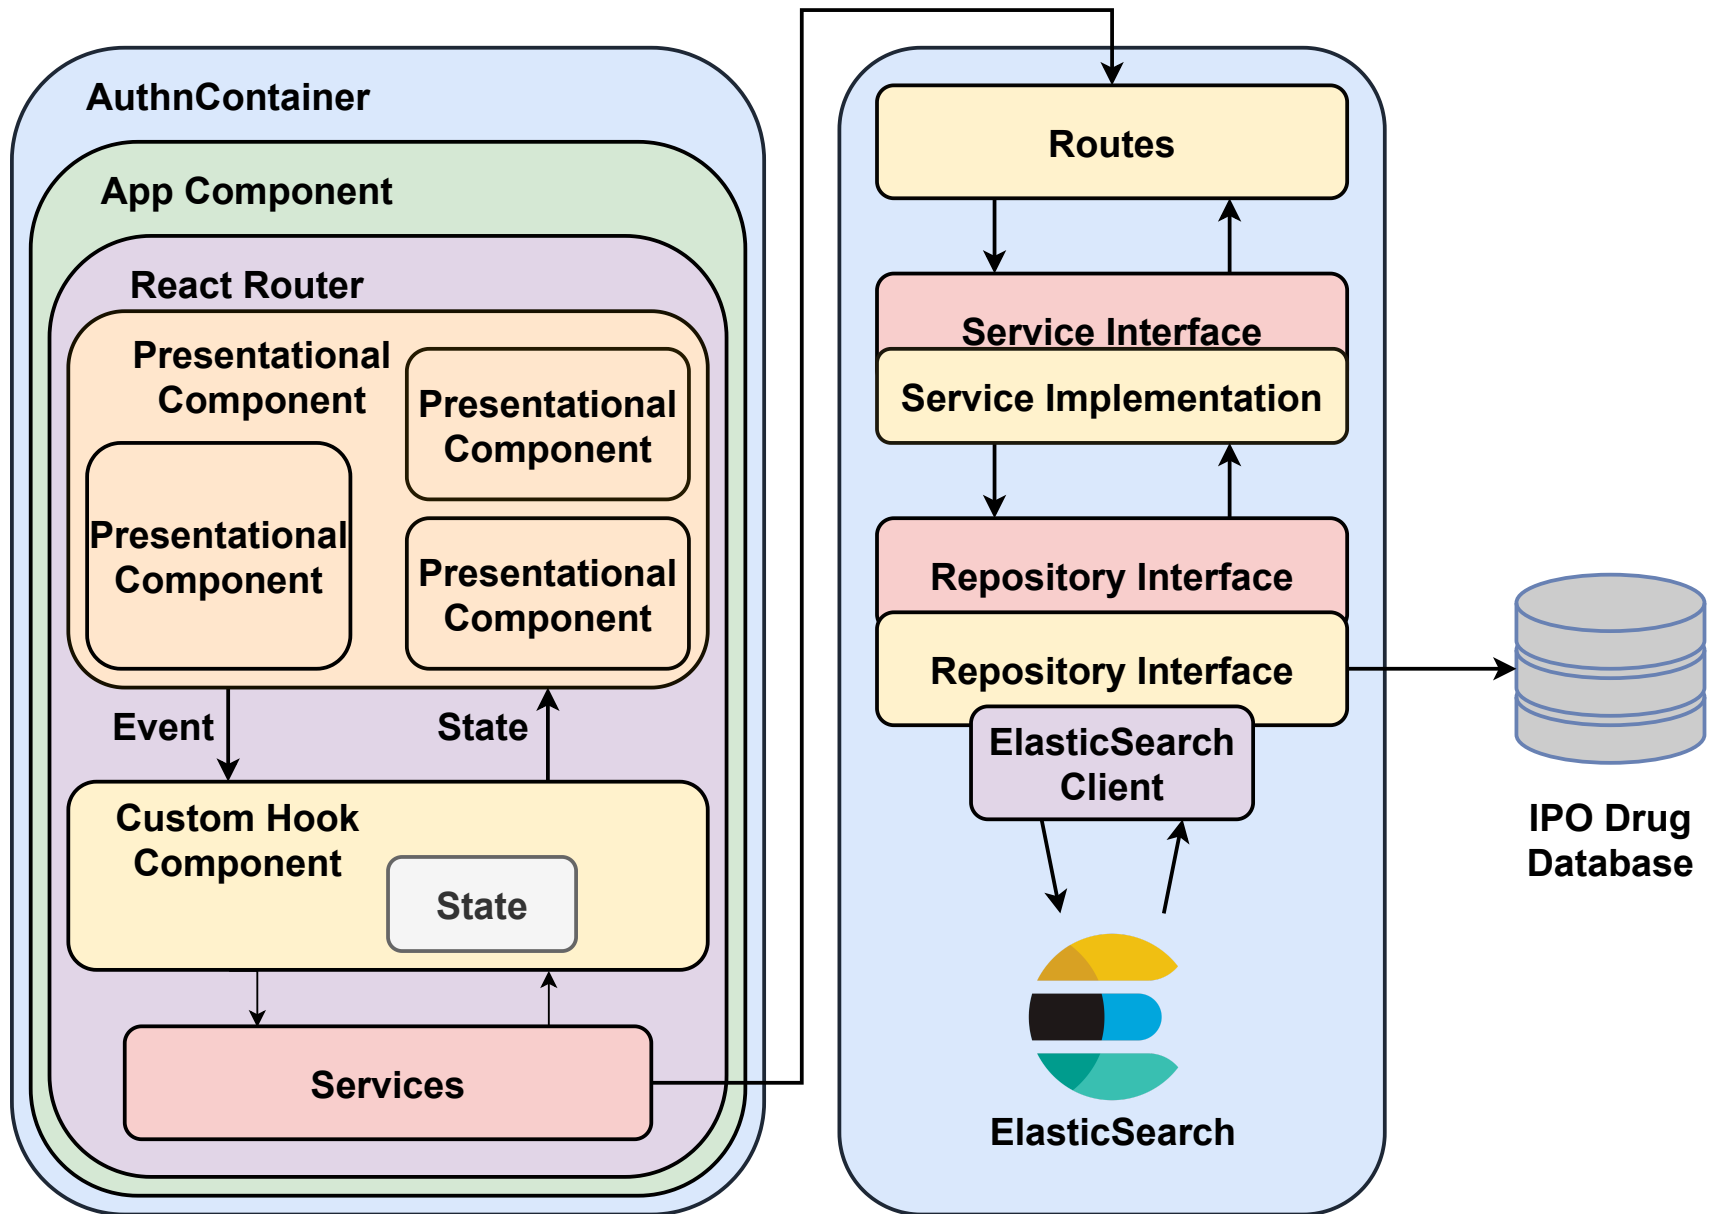 AuthnContainer
App Component
React Router
Presentational
Component
Presentational
Component
Presentational
Component
Presentational
Component
Event
State
Custom Hook
Component
State
Services
Routes
Service Interface
Service Implementation
Repository Interface
Repository Interface
ElasticSearch
Client
ElasticSearch
IPO Drug
Database